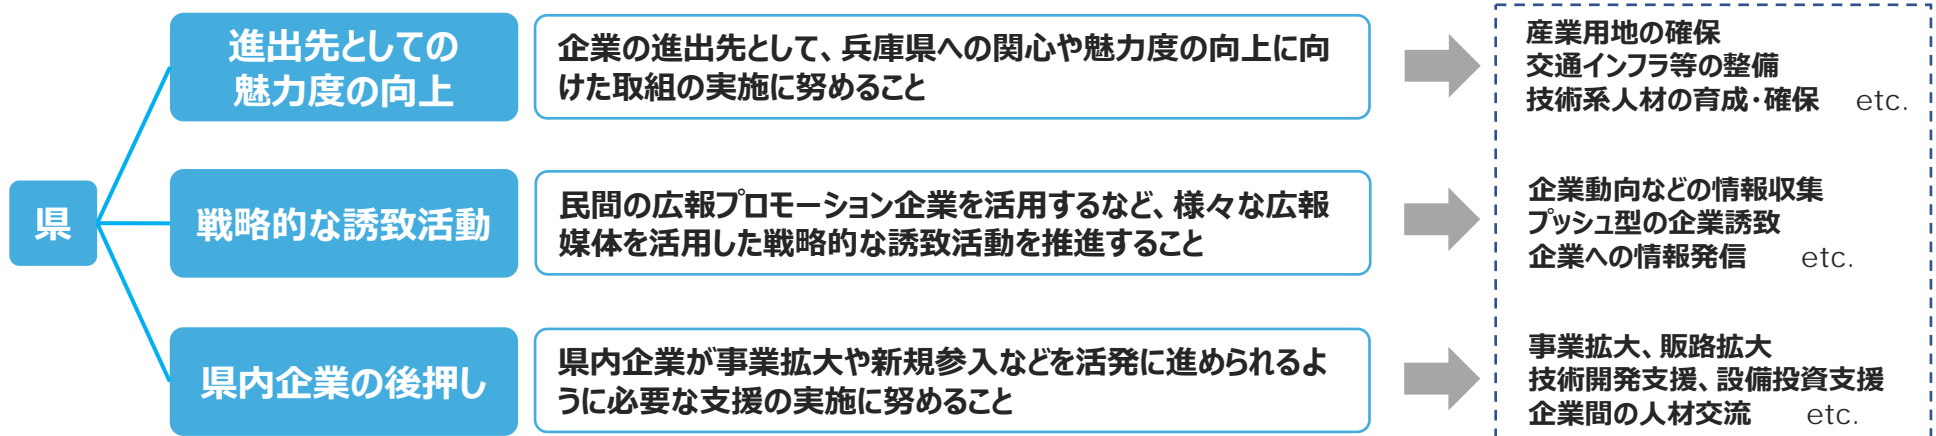 県
進出先としての
魅力度の向上
企業の進出先として、兵庫県への関心や魅力度の向上に向
けた取組の実施に努めること
産業用地の確保
交通インフラ等の整備
技術系人材の育成・確保 etc.
戦略的な誘致活動
民間の広報プロモーション企業を活用するなど、様々な広報
媒体を活用した戦略的な誘致活動を推進すること
企業動向などの情報収集
プッシュ型の企業誘致
企業への情報発信 etc.
県内企業の後押し
県内企業が事業拡大や新規参入などを活発に進められるよ
うに必要な支援の実施に努めること
事業拡大、販路拡大
技術開発支援、設備投資支援
企業間の人材交流 etc.